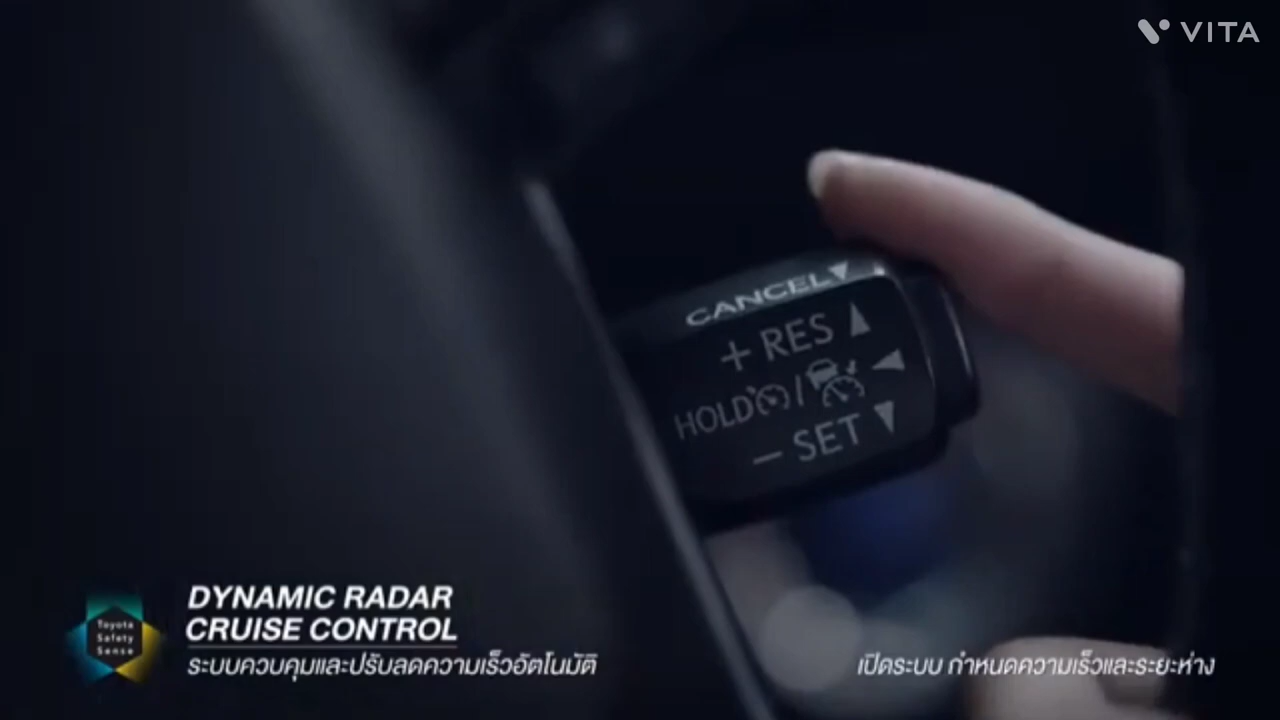 VITA
CANCEL▼
+ RES ▲
HOLD / ◀
− SET ▼
DYNAMIC RADAR
CRUISE CONTROL
ระบบควบคุมและปรับลดความเร็วอัตโนมัติ
Toyota
Safety
Sense
เปิดระบบ กำหนดความเร็วและระยะห่าง